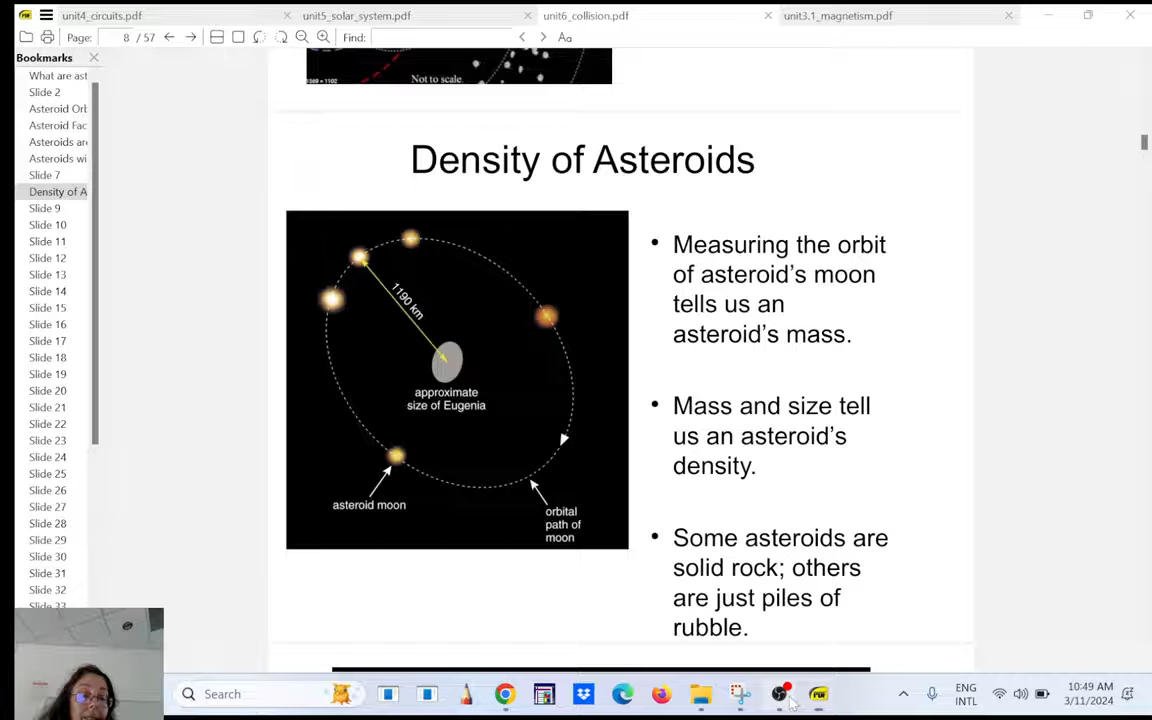 unit4_circuits.pdf
unit5_solar_system.pdf
unit6_collision.pdf
unit3.1_magnetism.pdf
Page:
8 / 57
Find:
Aa
Bookmarks
What are ast
Slide 2
Asteroid Orb
Asteroid Fac
Asteroids are
Asteroids wi
Slide 7
Density of A
Slide 9
Slide 10
Slide 11
Slide 12
Slide 13
Slide 14
Slide 15
Slide 16
Slide 17
Slide 18
Slide 19
Slide 20
Slide 21
Slide 22
Slide 23
Slide 24
Slide 25
Slide 26
Slide 27
Slide 28
Slide 29
Slide 30
Slide 31
Slide 32
Slide 33
Not to scale.
Density of Asteroids
1190 km
approximate
size of Eugenia
asteroid moon
orbital
path of
moon
• Measuring the orbit
of asteroid's moon
tells us an
asteroid's mass.
• Mass and size tell
us an asteroid's
density.
• Some asteroids are
solid rock; others
are just piles of
rubble.
Search
PDF
ENG
INTL
10:49 AM
3/11/2024